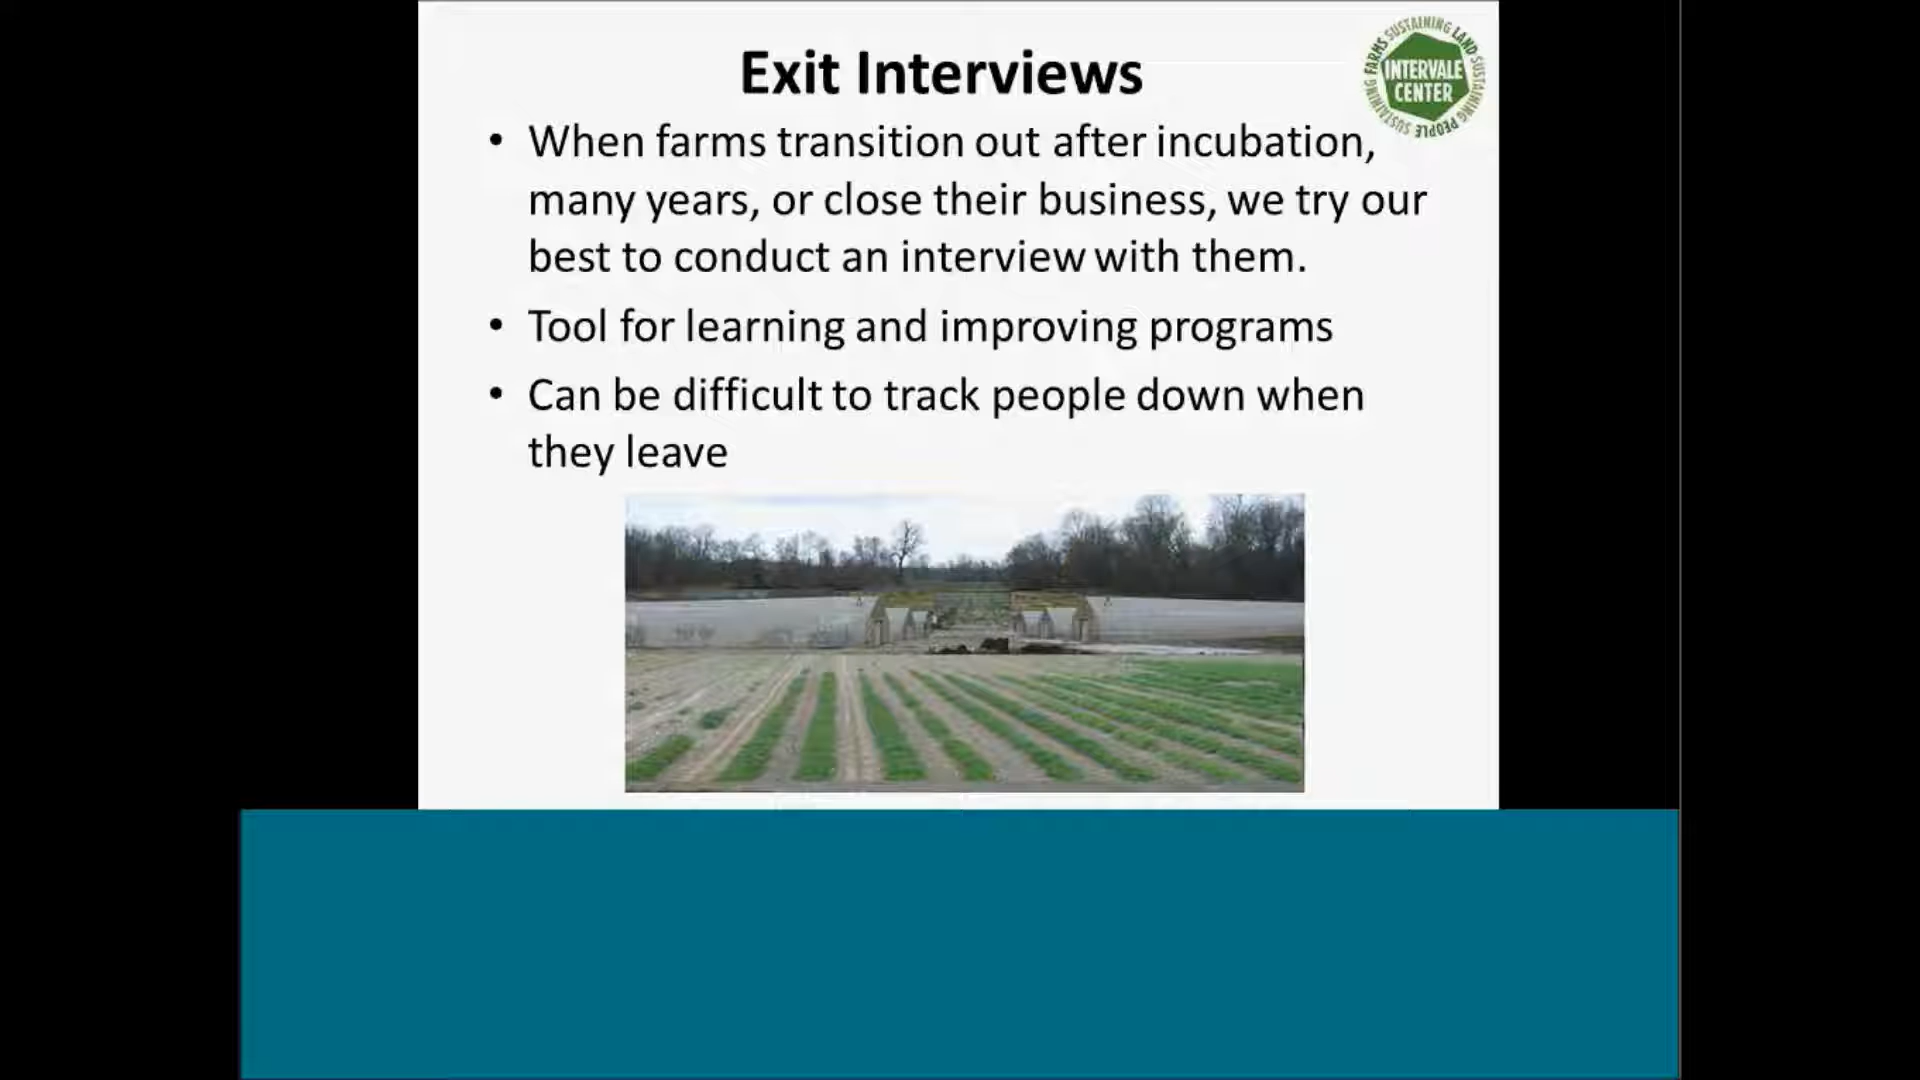 Exit Interviews
SUSTAINING FARMS SUSTAINING LAND SUSTAINING PEOPLE
INTERVALE
CENTER
• When farms transition out after incubation,
many years, or close their business, we try our
best to conduct an interview with them.
• Tool for learning and improving programs
• Can be difficult to track people down when
they leave